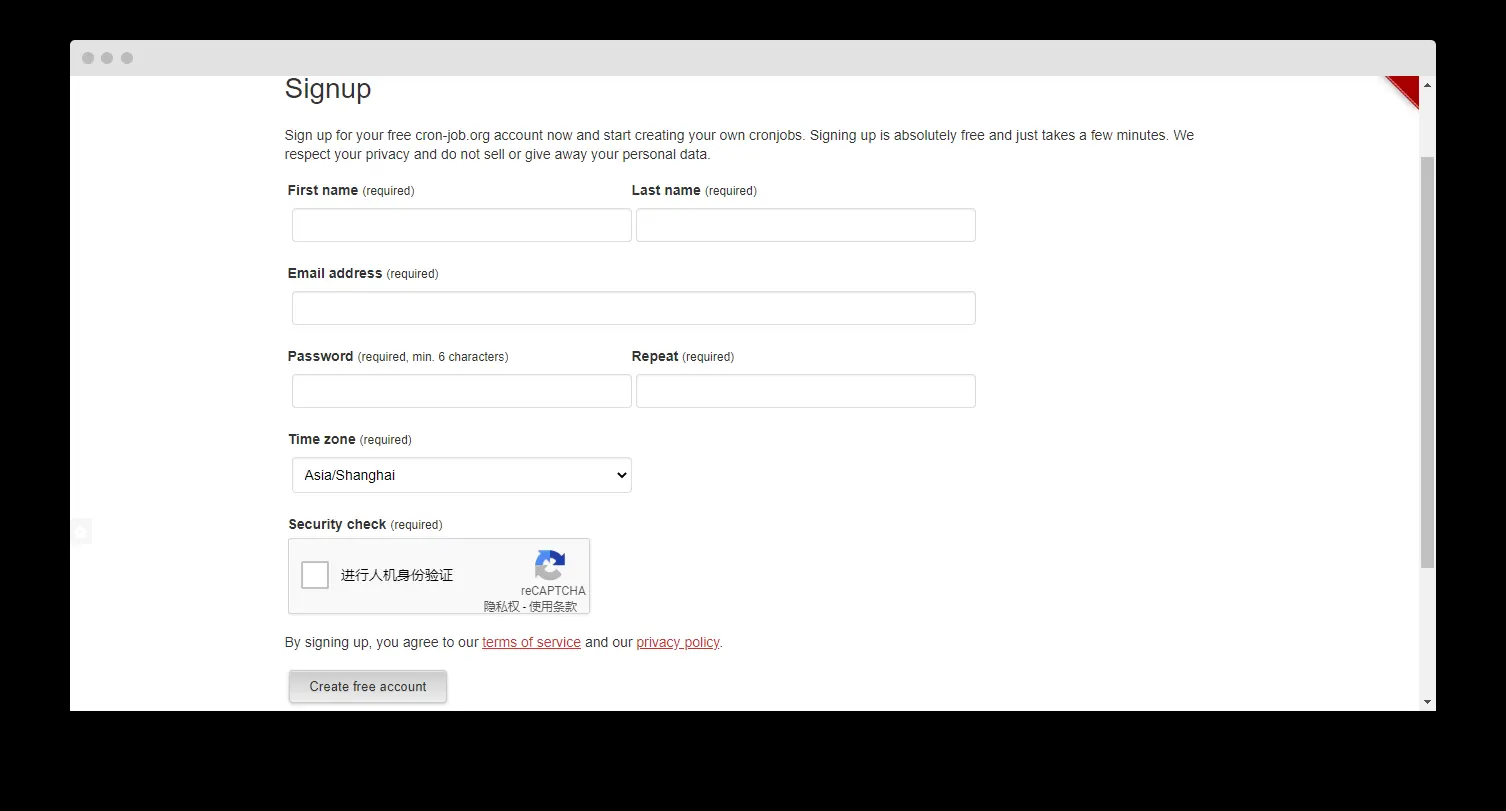 Signup
Sign up for your free cron-job.org account now and start creating your own cronjobs. Signing up is absolutely free and just takes a few minutes. We
respect your privacy and do not sell or give away your personal data.
First name (required) Last name (required)
Email address (required)
Password (required, min. 6 characters) Repeat (required)
Time zone (required)
Asia/Shanghai
Security check (required)
进行人机身份验证
reCAPTCHA
隐私权 - 使用条款
By signing up, you agree to our terms of service and our privacy policy.
Create free account